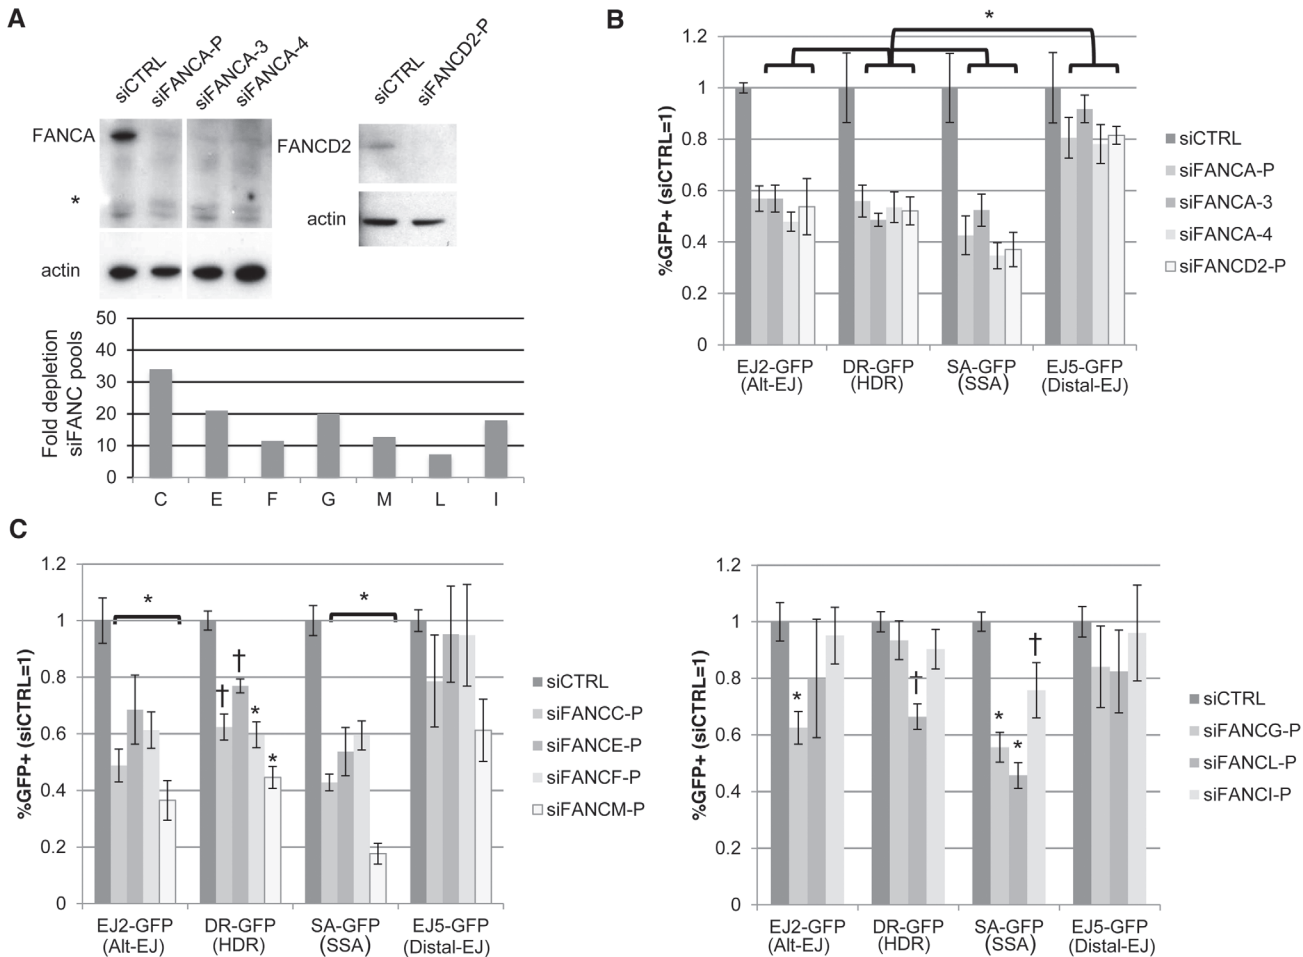 A
siCTRL
siFANCA-P
siFANCA-3
siFANCA-4
FANCA
*
actin
siCTRL
siFANCD2-P
FANCD2
actin
Fold depletion
siFANC pools
50
40
30
20
10
0
C E F G M L I
B
*
%GFP+ (siCTRL=1)
1.2
1
0.8
0.6
0.4
0.2
0
EJ2-GFP
(Alt-EJ)
DR-GFP
(HDR)
SA-GFP
(SSA)
EJ5-GFP
(Distal-EJ)
siCTRL
siFANCA-P
siFANCA-3
siFANCA-4
siFANCD2-P
C
%GFP+ (siCTRL=1)
1.2
1
0.8
0.6
0.4
0.2
0
*
†
†
*
*
*
EJ2-GFP
(Alt-EJ)
DR-GFP
(HDR)
SA-GFP
(SSA)
EJ5-GFP
(Distal-EJ)
siCTRL
siFANCC-P
siFANCE-P
siFANCF-P
siFANCM-P
%GFP+ (siCTRL=1)
1.2
1
0.8
0.6
0.4
0.2
0
*
†
*
*
†
EJ2-GFP
(Alt-EJ)
DR-GFP
(HDR)
SA-GFP
(SSA)
EJ5-GFP
(Distal-EJ)
siCTRL
siFANCG-P
siFANCL-P
siFANCI-P